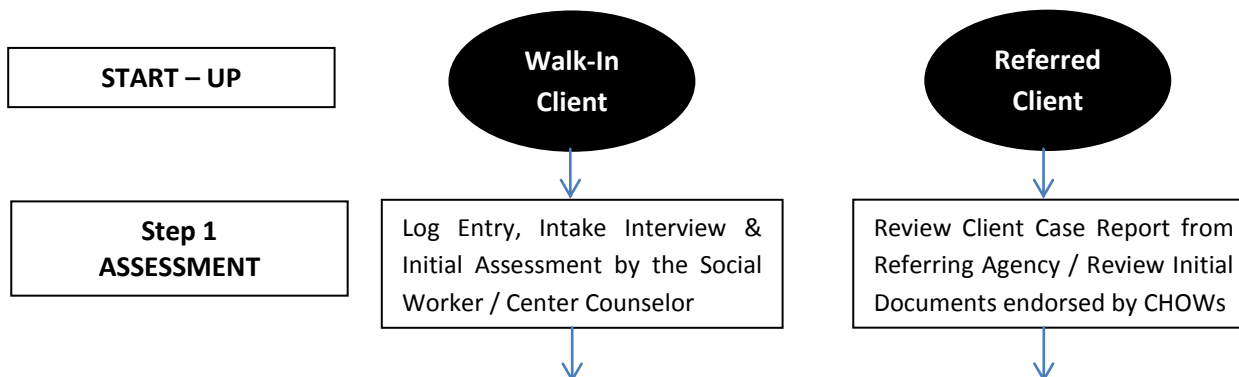 START – UP
Walk-In
Client
Referred
Client
Step 1
ASSESSMENT
Log Entry, Intake Interview &
Initial Assessment by the Social
Worker / Center Counselor
Review Client Case Report from
Referring Agency / Review Initial
Documents endorsed by CHOWs